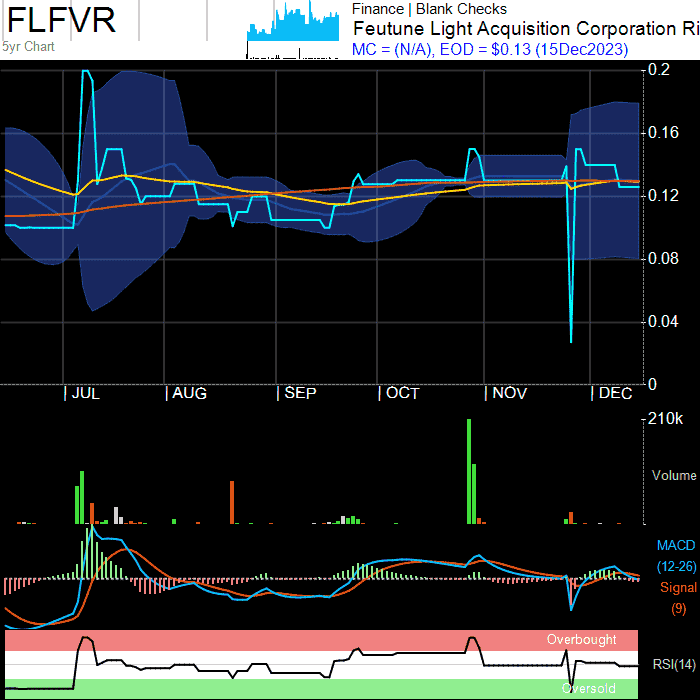 FLFVR
5yr Chart
Finance | Blank Checks
Feutune Light Acquisition Corporation Ri
MC = (N/A), EOD = $0.13 (15Dec2023)
0.2
0.16
0.12
0.08
0.04
0
JUL AUG SEP OCT NOV DEC
210k
Volume
MACD
(12-26)
Signal
(9)
Overbought
RSI(14)
Oversold